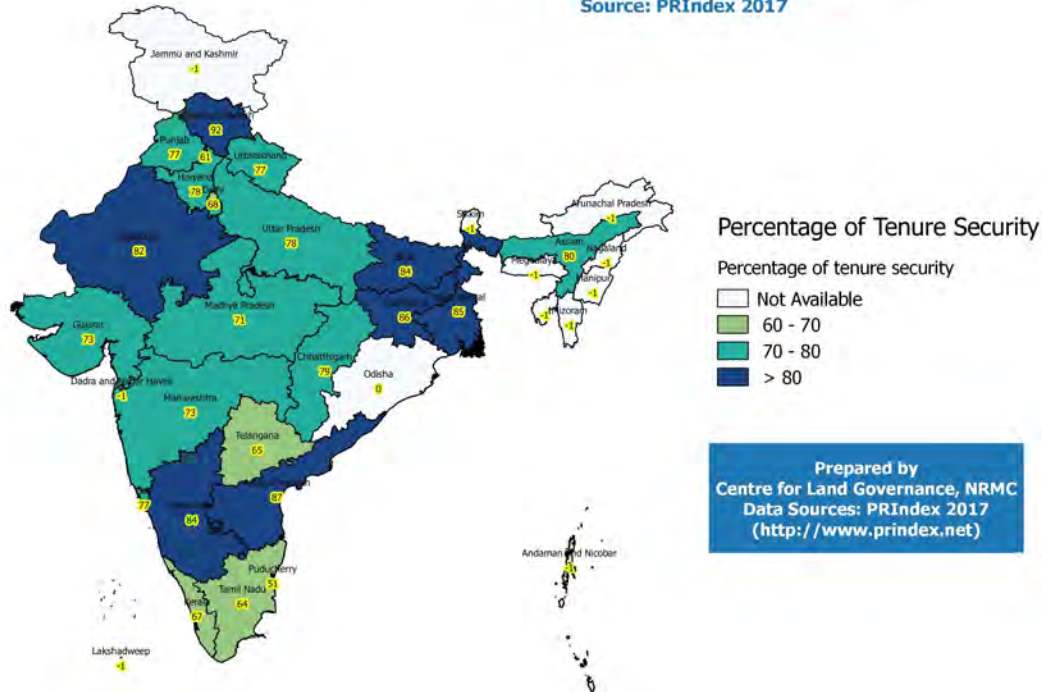 Source: PRIndex 2017
Jammu and Kashmir
-1
92
Punjab
77
61
Uttarakhand
77
Haryana
78
Delhi
68
82
Uttar Pradesh
78
Sikkim
-1
Arunachal Pradesh
-1
Assam
80
Nagaland
-1
Meghalaya
-1
Manipur
-1
-1
Mizoram
-1
84
86
85
Gujarat
73
Madhya Pradesh
71
Chhattisgarh
79
Odisha
0
Dadra and Nagar Haveli
-1
Maharashtra
73
Telangana
65
77
84
87
Puducherry
51
Tamil Nadu
64
Kerala
67
Lakshadweep
-1
Andaman and Nicobar
-1
Percentage of Tenure Security
Percentage of tenure security
Not Available
60 - 70
70 - 80
> 80
Prepared by
Centre for Land Governance, NRMC
Data Sources: PRIndex 2017
(http://www.prindex.net)